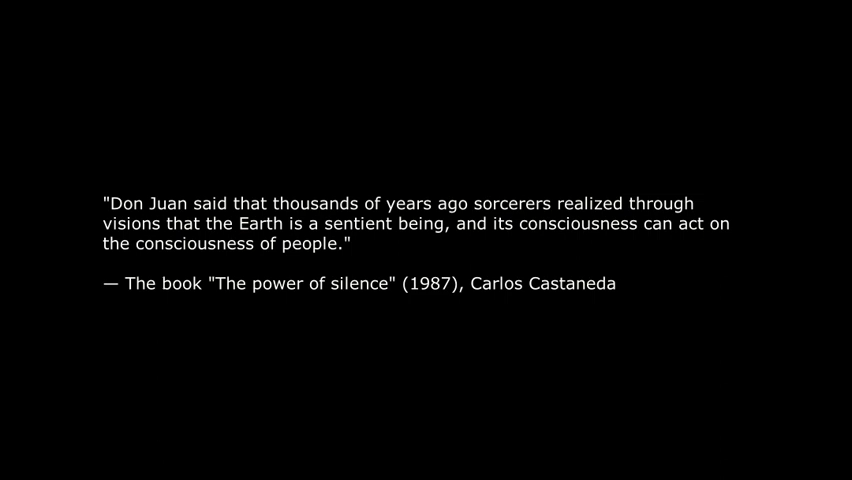 "Don Juan said that thousands of years ago sorcerers realized through
visions that the Earth is a sentient being, and its consciousness can act on
the consciousness of people."
— The book "The power of silence" (1987), Carlos Castaneda